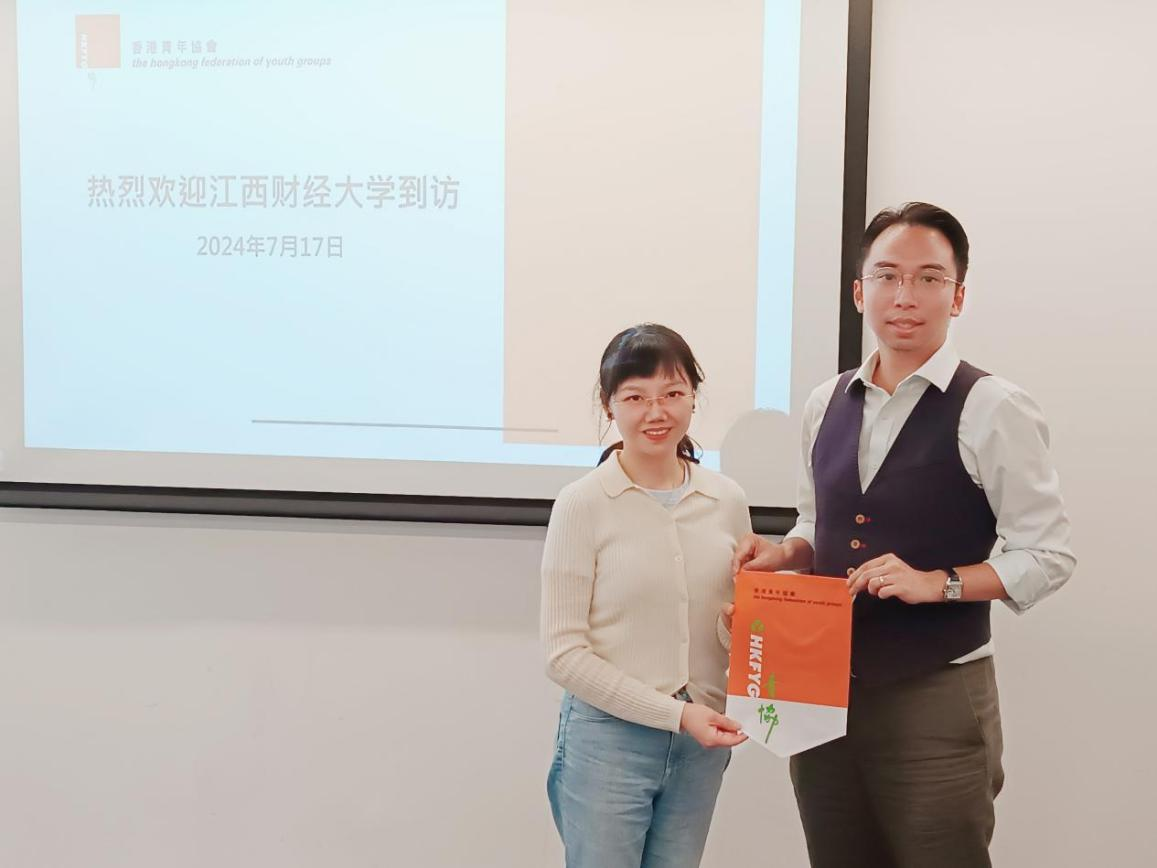 HKFYG
香港青年協會
the hongkong federation of youth groups
热烈欢迎江西财经大学到访
2024年7月17日
香港青年協會
the hongkong federation of youth groups
HKFYG
青協